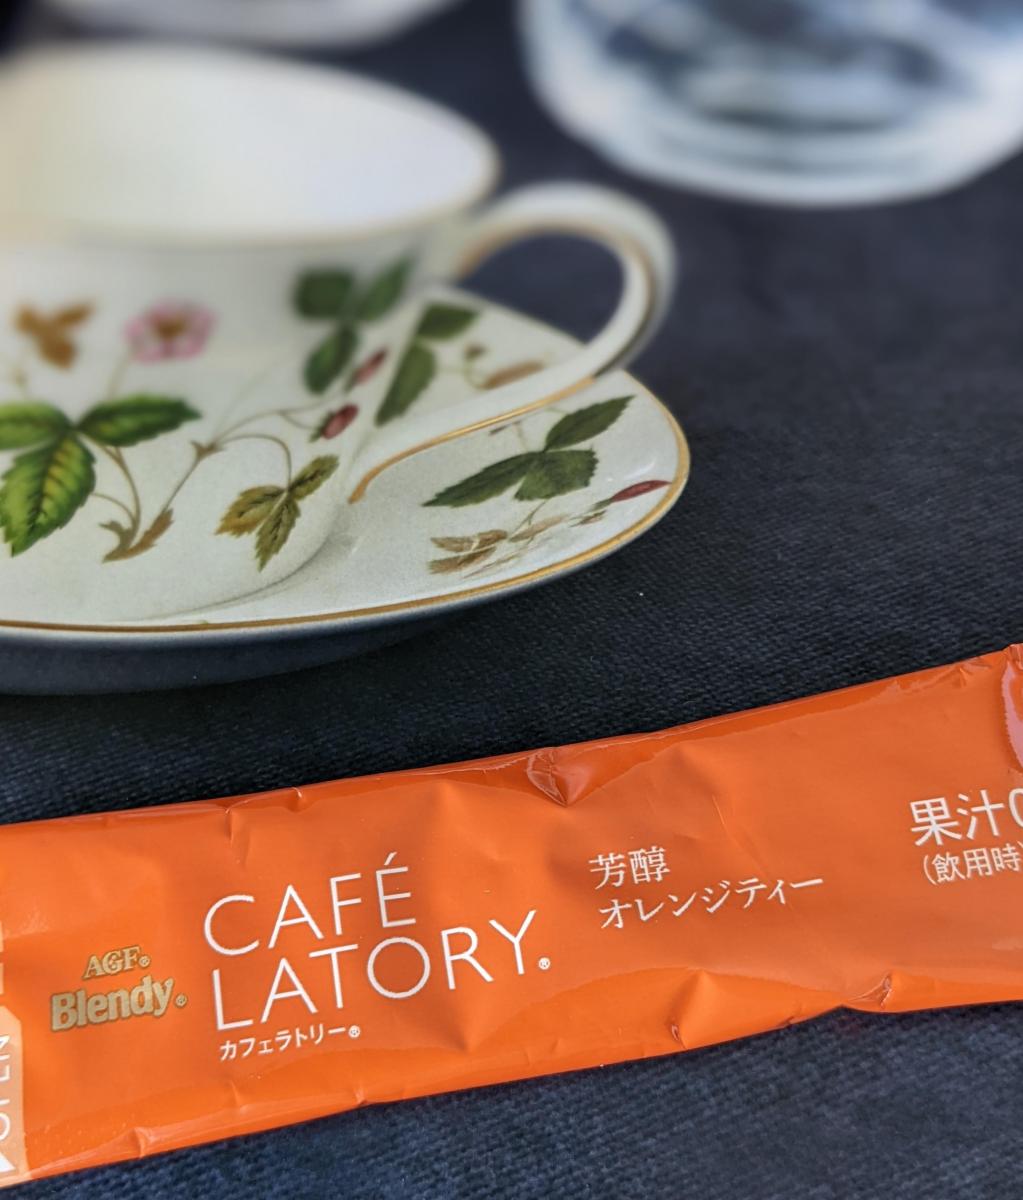 OPEN
AGF®
Blendy®
CAFÉ
LATORY®
カフェラトリー®
芳醇
オレンジティー
果汁
(飲用時)